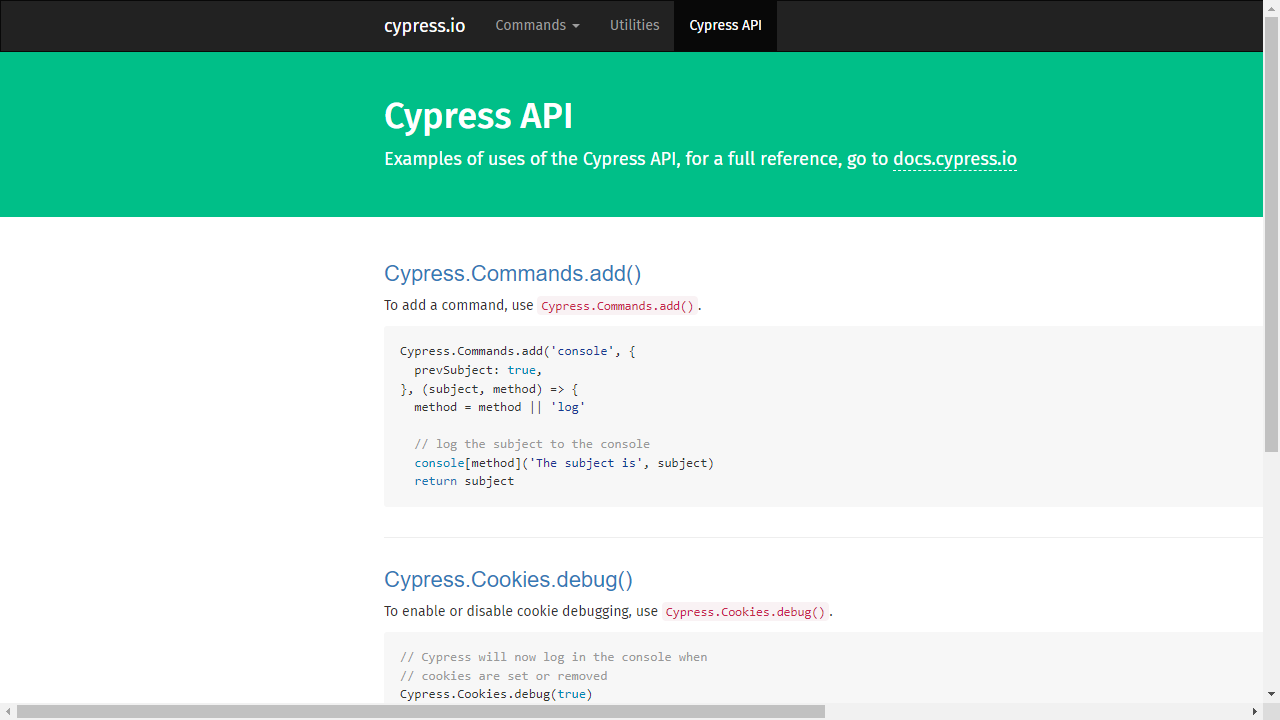 cypress.io Commands Utilities Cypress API
Cypress API
Examples of uses of the Cypress API, for a full reference, go to docs.cypress.io
Cypress.Commands.add()
To add a command, use Cypress.Commands.add().
Cypress.Commands.add('console', {
  prevSubject: true,
}, (subject, method) => {
  method = method || 'log'
  // log the subject to the console
  console[method]('The subject is', subject)
  return subject
Cypress.Cookies.debug()
To enable or disable cookie debugging, use Cypress.Cookies.debug().
// Cypress will now log in the console when
// cookies are set or removed
Cypress.Cookies.debug(true)